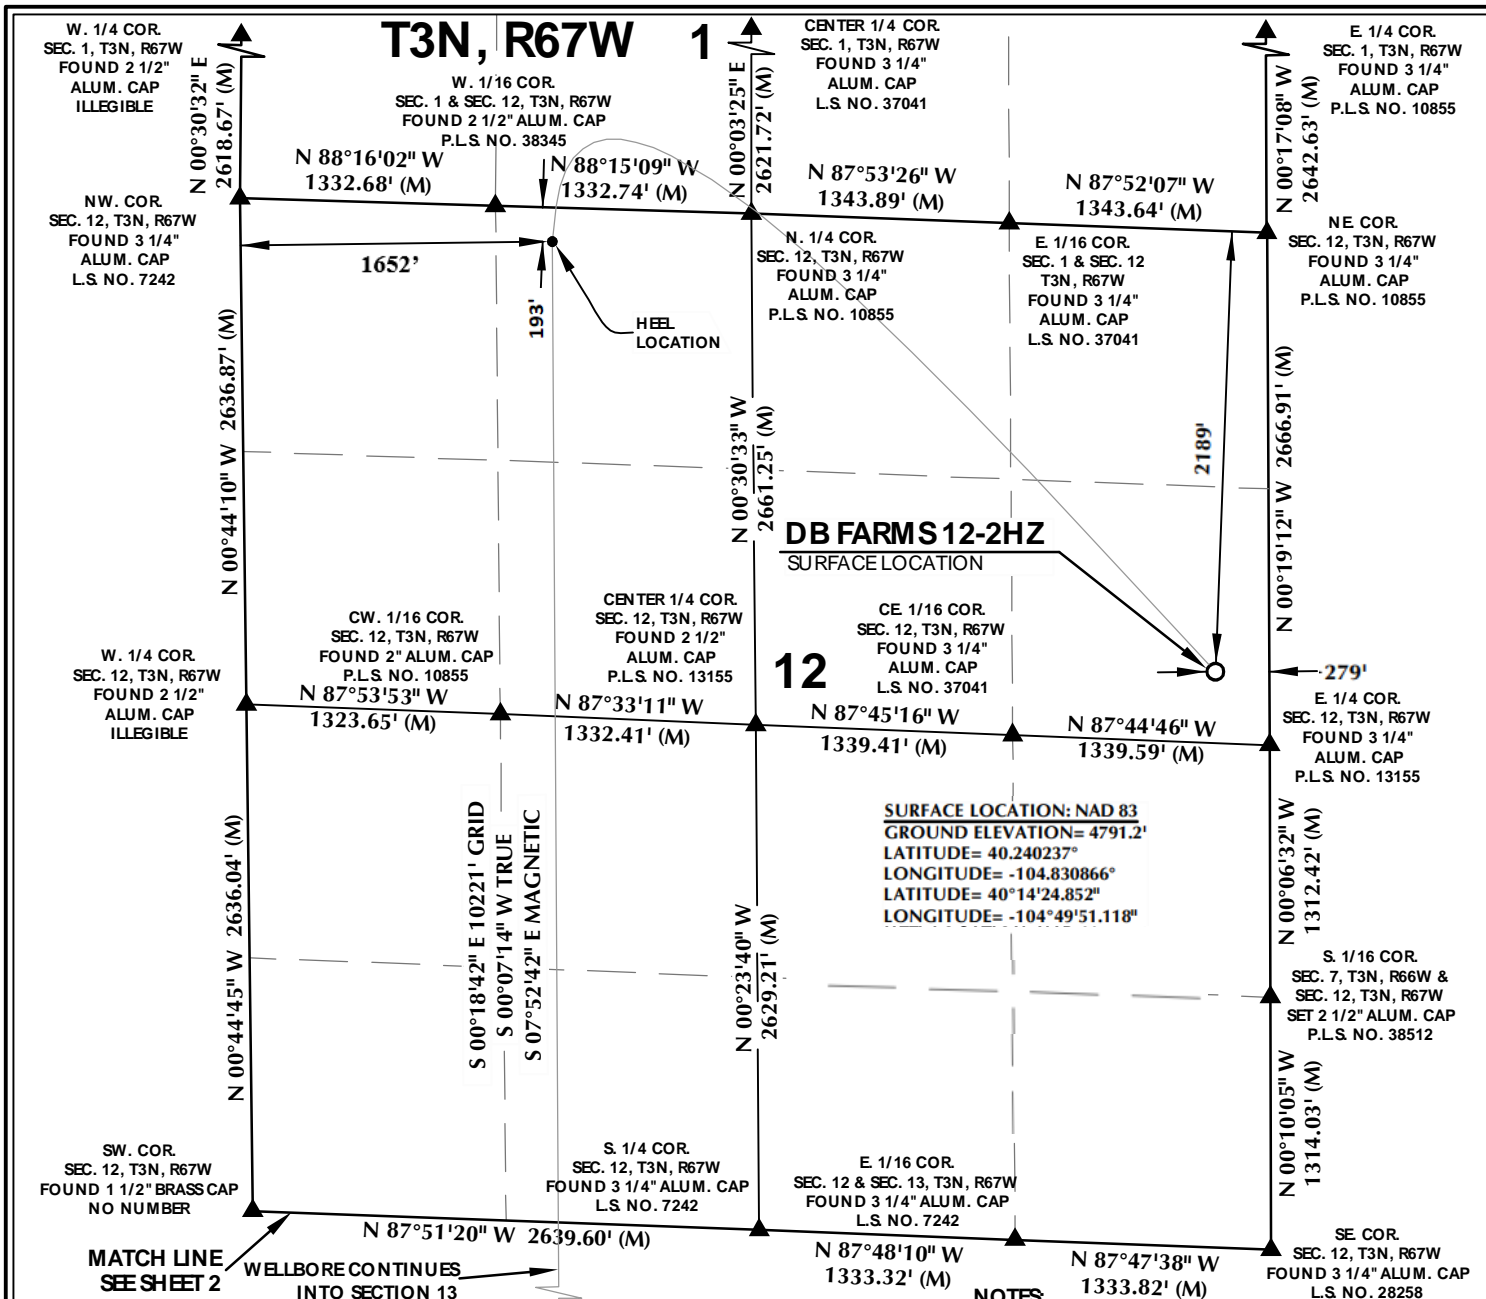 W. 1/4 COR.
SEC. 1, T3N, R67W
FOUND 2 1/2"
ALUM. CAP
ILLEGIBLE
N 00°30'32" E
2618.67' (M)
T3N, R67W
1
W. 1/16 COR.
SEC. 1 & SEC. 12, T3N, R67W
FOUND 2 1/2" ALUM. CAP
P.L.S. NO. 38345
CENTER 1/4 COR.
SEC. 1, T3N, R67W
FOUND 3 1/4"
ALUM. CAP
L.S. NO. 37041
N 00°03'25" E
2621.72' (M)
E. 1/4 COR.
SEC. 1, T3N, R67W
FOUND 3 1/4"
ALUM. CAP
P.L.S. NO. 10855
N 00°17'08" W
2642.63' (M)
N 88°16'02" W
1332.68' (M)
N 88°15'09" W
1332.74' (M)
N 87°53'26" W
1343.89' (M)
N 87°52'07" W
1343.64' (M)
NW. COR.
SEC. 12, T3N, R67W
FOUND 3 1/4"
ALUM. CAP
L.S. NO. 7242
1652'
193'
HEEL
LOCATION
N. 1/4 COR.
SEC. 12, T3N, R67W
FOUND 3 1/4"
ALUM. CAP
P.L.S. NO. 10855
E. 1/16 COR.
SEC. 1 & SEC. 12
T3N, R67W
FOUND 3 1/4"
ALUM. CAP
L.S. NO. 37041
NE. COR.
SEC. 12, T3N, R67W
FOUND 3 1/4"
ALUM. CAP
P.L.S. NO. 10855
N 00°44'10" W 2636.87' (M)
N 00°30'33" W
2661.25' (M)
2189'
N 00°19'12" W 2666.91' (M)
DB FARMS 12-2HZ
SURFACE LOCATION
W. 1/4 COR.
SEC. 12, T3N, R67W
FOUND 2 1/2"
ALUM. CAP
ILLEGIBLE
CW. 1/16 COR.
SEC. 12, T3N, R67W
FOUND 2" ALUM. CAP
P.L.S. NO. 10855
CENTER 1/4 COR.
SEC. 12, T3N, R67W
FOUND 2 1/2"
ALUM. CAP
P.L.S. NO. 13155
12
CE. 1/16 COR.
SEC. 12, T3N, R67W
FOUND 3 1/4"
ALUM. CAP
L.S. NO. 37041
279'
E. 1/4 COR.
SEC. 12, T3N, R67W
FOUND 3 1/4"
ALUM. CAP
P.L.S. NO. 13155
N 87°53'53" W
1323.65' (M)
N 87°33'11" W
1332.41' (M)
N 87°45'16" W
1339.41' (M)
N 87°44'46" W
1339.59' (M)
N 00°44'45" W 2636.04' (M)
S 00°18'42" E 10221' GRID
S 00°07'14" W TRUE
S 07°52'42" E MAGNETIC
N 00°23'40" W
2629.21' (M)
SURFACE LOCATION: NAD 83
GROUND ELEVATION= 4791.2'
LATITUDE= 40.240237°
LONGITUDE= -104.830866°
LATITUDE= 40°14'24.852"
LONGITUDE= -104°49'51.118"
N 00°06'32" W
1312.42' (M)
S. 1/16 COR.
SEC. 7, T3N, R66W &
SEC. 12, T3N, R67W
SET 2 1/2" ALUM. CAP
P.L.S. NO. 38512
N 00°10'05" W
1314.03' (M)
SW. COR.
SEC. 12, T3N, R67W
FOUND 1 1/2" BRASS CAP
NO NUMBER
S. 1/4 COR.
SEC. 12, T3N, R67W
FOUND 3 1/4" ALUM. CAP
L.S. NO. 7242
E. 1/16 COR.
SEC. 12 & SEC. 13, T3N, R67W
FOUND 3 1/4" ALUM. CAP
L.S. NO. 7242
SE. COR.
SEC. 12, T3N, R67W
FOUND 3 1/4" ALUM. CAP
L.S. NO. 28258
N 87°51'20" W 2639.60' (M)
N 87°48'10" W
1333.32' (M)
N 87°47'38" W
1333.82' (M)
MATCH LINE
SEE SHEET 2
WELLBORE CONTINUES
INTO SECTION 13
NOTES: